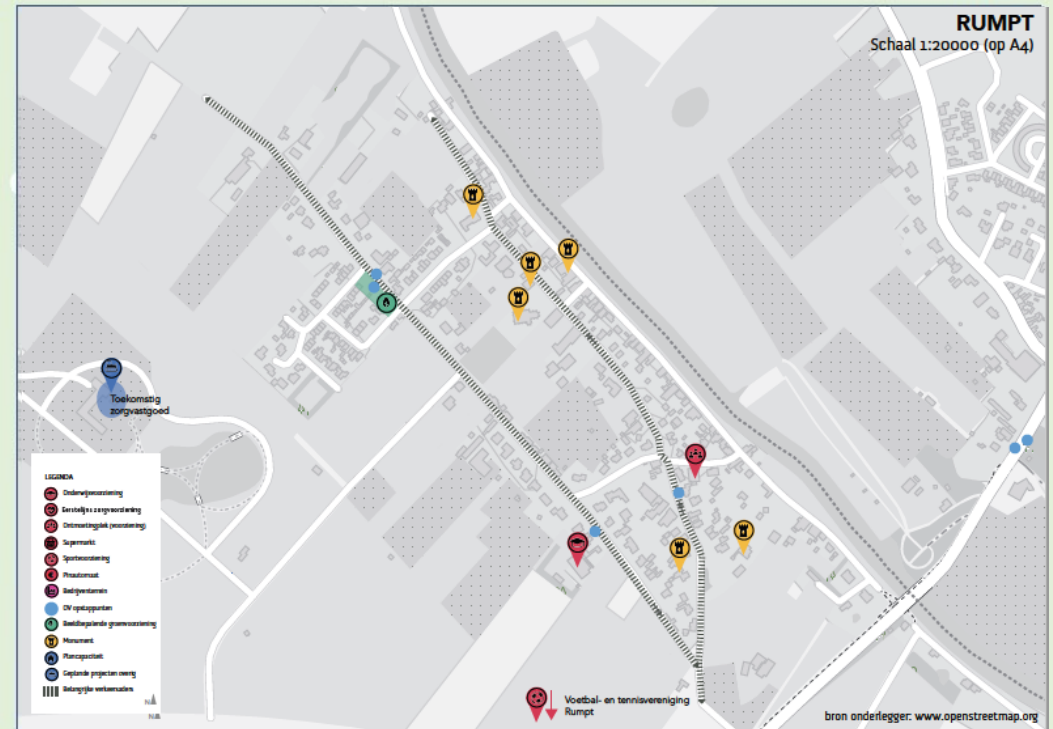 RUMPT
Schaal 1:20000 (op A4)
Toekomstig
zorgvastgoed
LEGENDA
Onderwijsvoorziening
Eerstelijns zorgvoorziening
Ontmoetingsplek (voorziening)
Supermarkt
Sportvoorziening
Pinautomaat
Bedrijventerrein
OV opstappunten
Beeldbepalende groenvoorziening
Monument
Plancapaciteit
Geplande projecten overig
Belangrijke verkeersaders
Voetbal- en tennisvereniging
Rumpt
bron onderlegger: www.openstreetmap.org